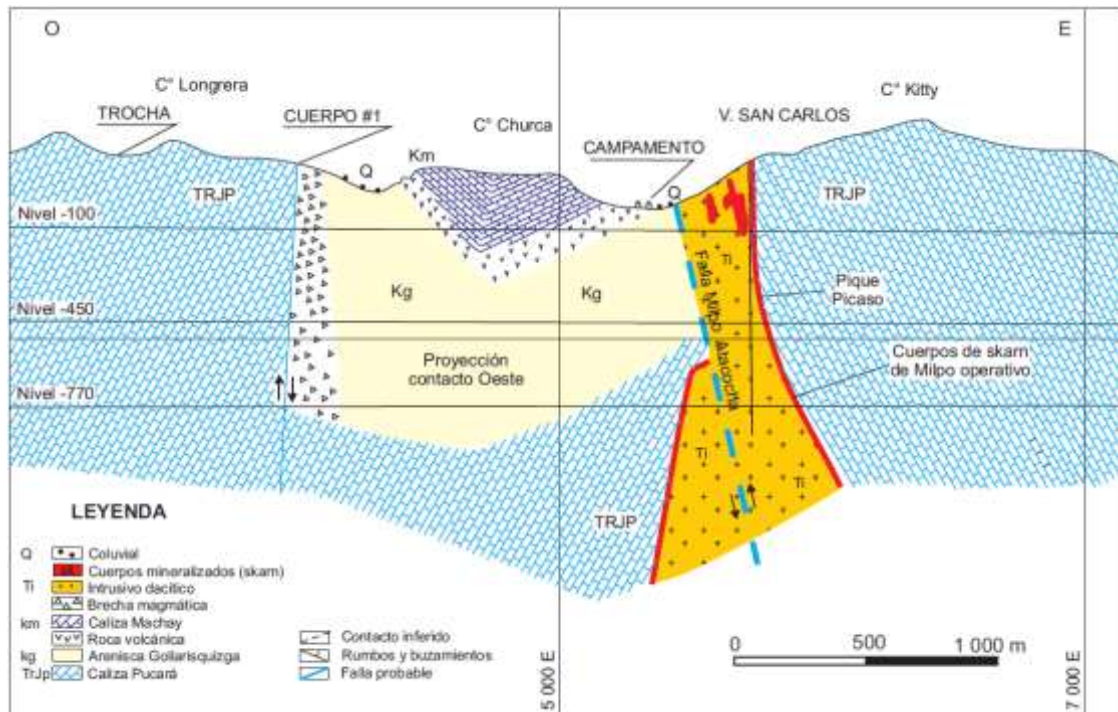 O
E
C° Longrera
C° Kitty
TROCHA
CUERPO #1
C° Churca
V. SAN CARLOS
Km
CAMPAMENTO
Q
Q
TRJP
TRJP
Nivel -100
Ti
Kg
Kg
Falla Milpo Atacocha
Pique
Picaso
Nivel -450
Proyección
contacto Oeste
Cuerpos de skarn
de Milpo operativo
Nivel -770
Ti
Ti
TRJP
LEYENDA
Q Coluvial
Cuerpos mineralizados (skarn)
Ti Intrusivo dacítico
Brecha magmática
km Caliza Machay
Roca volcánica
kg Arenisca Gollarisquizga
TrJp Caliza Pucará
Contacto inferido
Rumbos y buzamientos
Falla probable
0 500 1 000 m
5 000 E
7 000 E